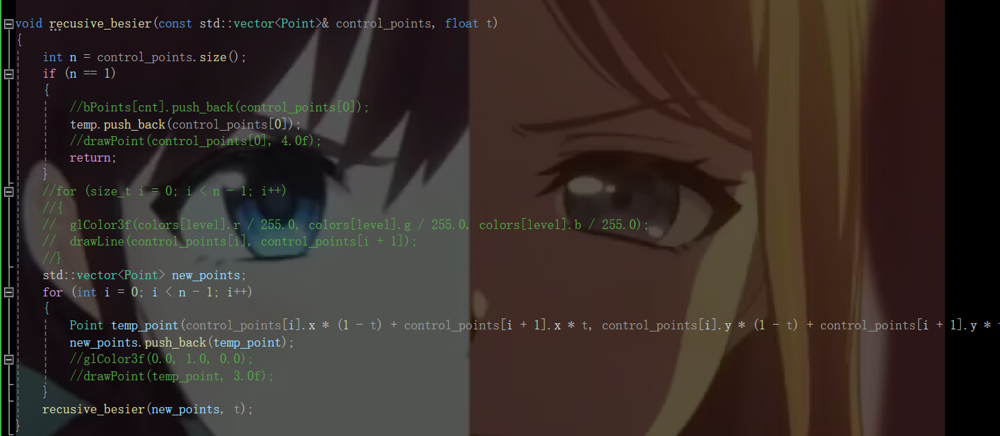 void recusive_besier(const std::vector<Point>& control_points, float t)
{
    int n = control_points.size();
    if (n == 1)
    {
        //bPoints[cnt].push_back(control_points[0]);
        temp.push_back(control_points[0]);
        //drawPoint(control_points[0], 4.0f);
        return;
    }
    //for (size_t i = 0; i < n - 1; i++)
    //{
    //  glColor3f(colors[level].r / 255.0, colors[level].g / 255.0, colors[level].b / 255.0);
    //  drawLine(control_points[i], control_points[i + 1]);
    //}
    std::vector<Point> new_points;
    for (int i = 0; i < n - 1; i++)
    {
        Point temp_point(control_points[i].x * (1 - t) + control_points[i + 1].x * t, control_points[i].y * (1 - t) + control_points[i + 1].y * t
        new_points.push_back(temp_point);
        //glColor3f(0.0, 1.0, 0.0);
        //drawPoint(temp_point, 3.0f);
    }
    recusive_besier(new_points, t);
}